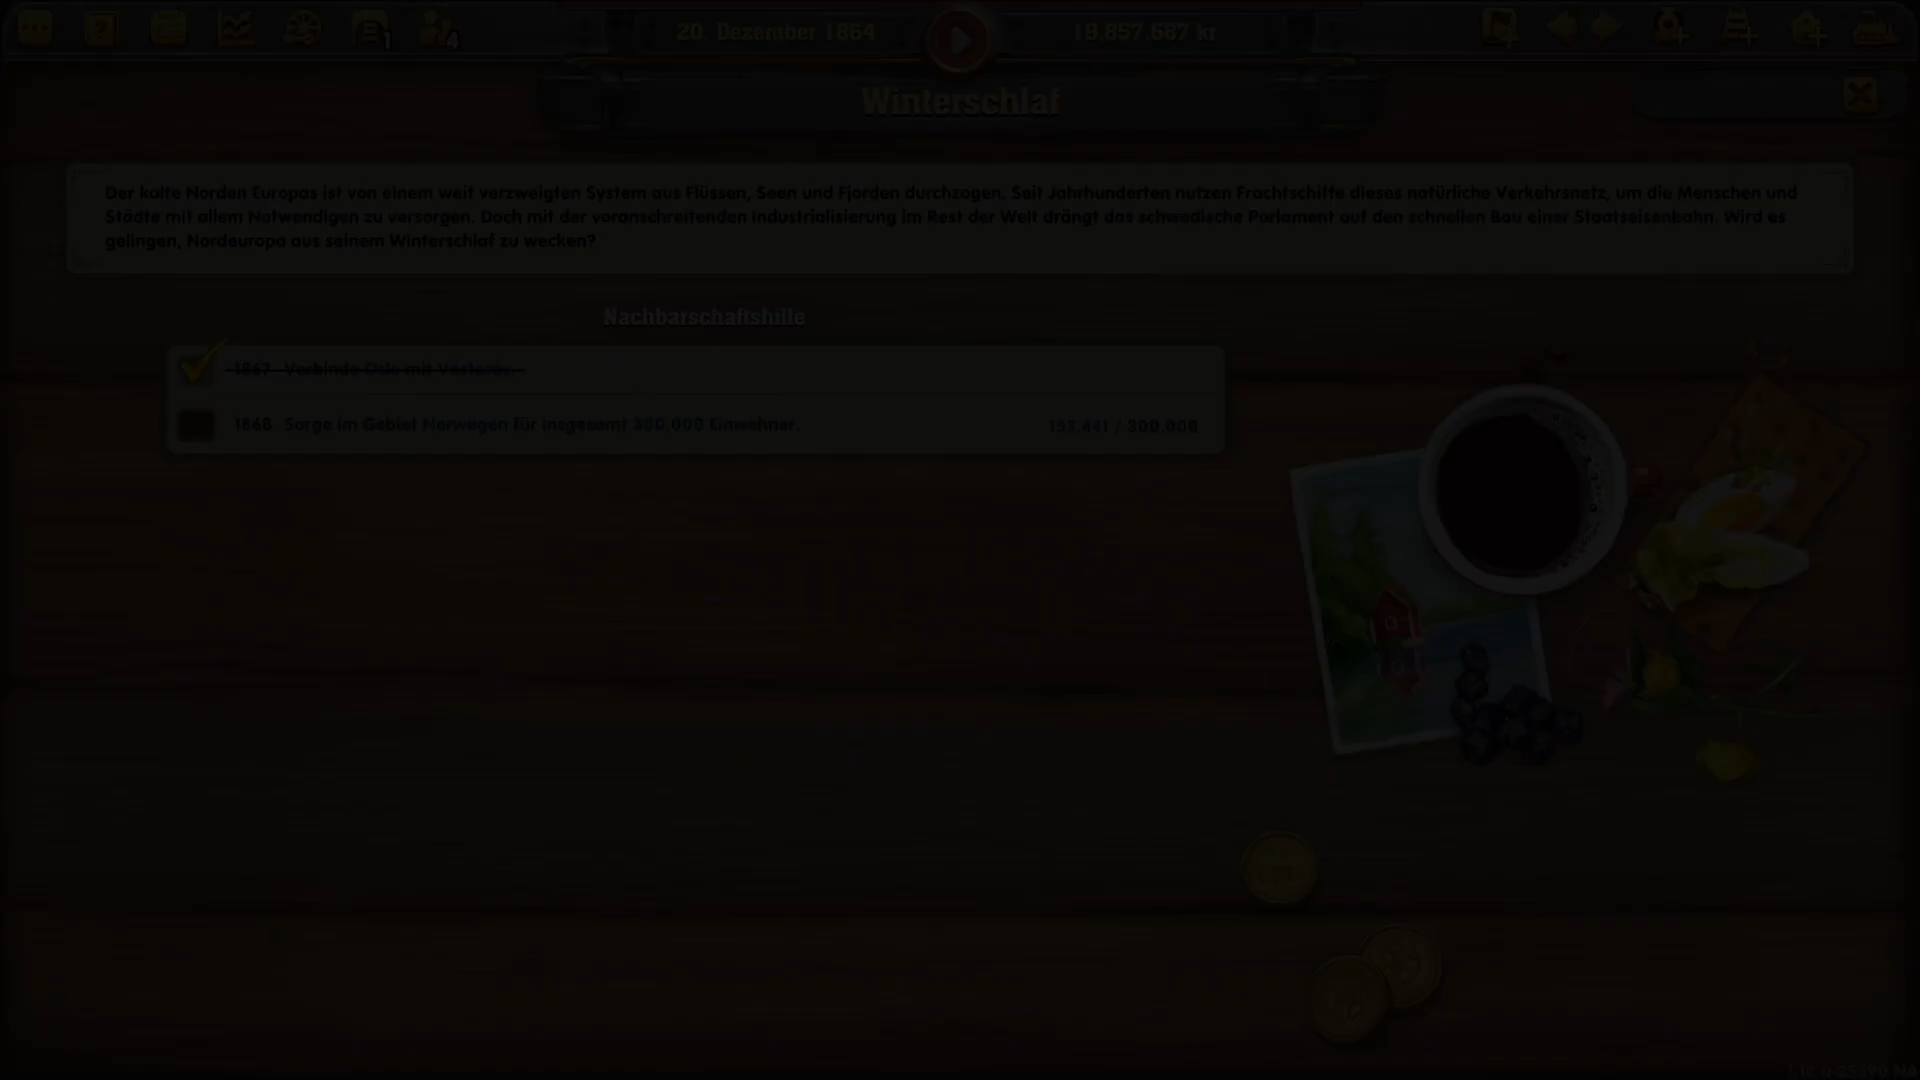 1
4
20. Dezember 1864
19.857.687 kr
Winterschlaf
Der kalte Norden Europas ist von einem weit verzweigten System aus Flüssen, Seen und Fjorden durchzogen. Seit Jahrhunderten nutzen Frachtschiffe dieses natürliche Verkehrsnetz, um die Menschen und
Städte mit allem Notwendigen zu versorgen. Doch mit der voranschreitenden Industrialisierung im Rest der Welt drängt das schwedische Parlament auf den schnellen Bau einer Staatseisenbahn. Wird es
gelingen, Nordeuropa aus seinem Winterschlaf zu wecken?
Nachbarschaftshilfe
1867 Verbinde Oslo mit Västerås.
1868 Sorge im Gebiet Norwegen für insgesamt 300.000 Einwohner. 153.441 / 300.000